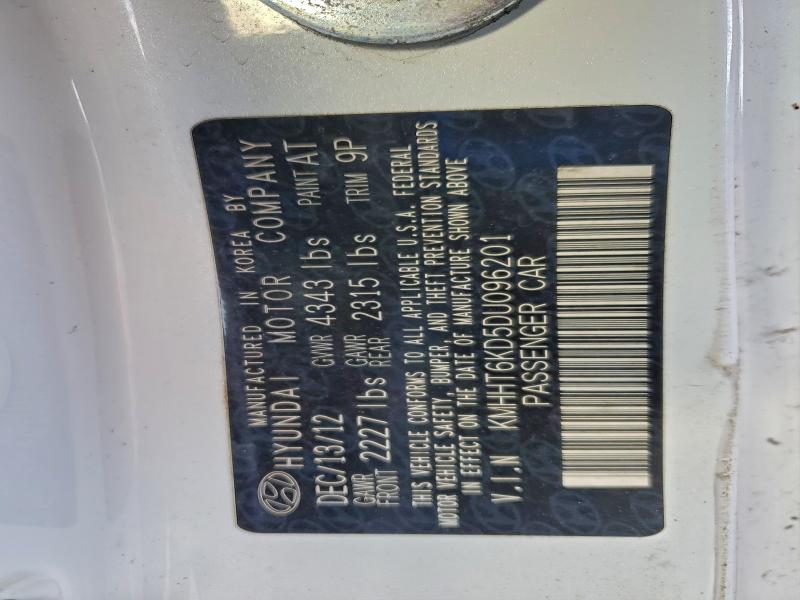 MANUFACTURED IN KOREA BY
HYUNDAI MOTOR COMPANY
DEC/13/12 GVWR 4343 lbs PAINT AT
GAWR FRONT 2227 lbs GAWR REAR 2315 lbs TRIM 9P
THIS VEHICLE CONFORMS TO ALL APPLICABLE U.S.A. FEDERAL
MOTOR VEHICLE SAFETY, BUMPER, AND THEFT PREVENTION STANDARDS
IN EFFECT ON THE DATE OF MANUFACTURE SHOWN ABOVE
V.I.N KMHHT6KD5DU096201
PASSENGER CAR